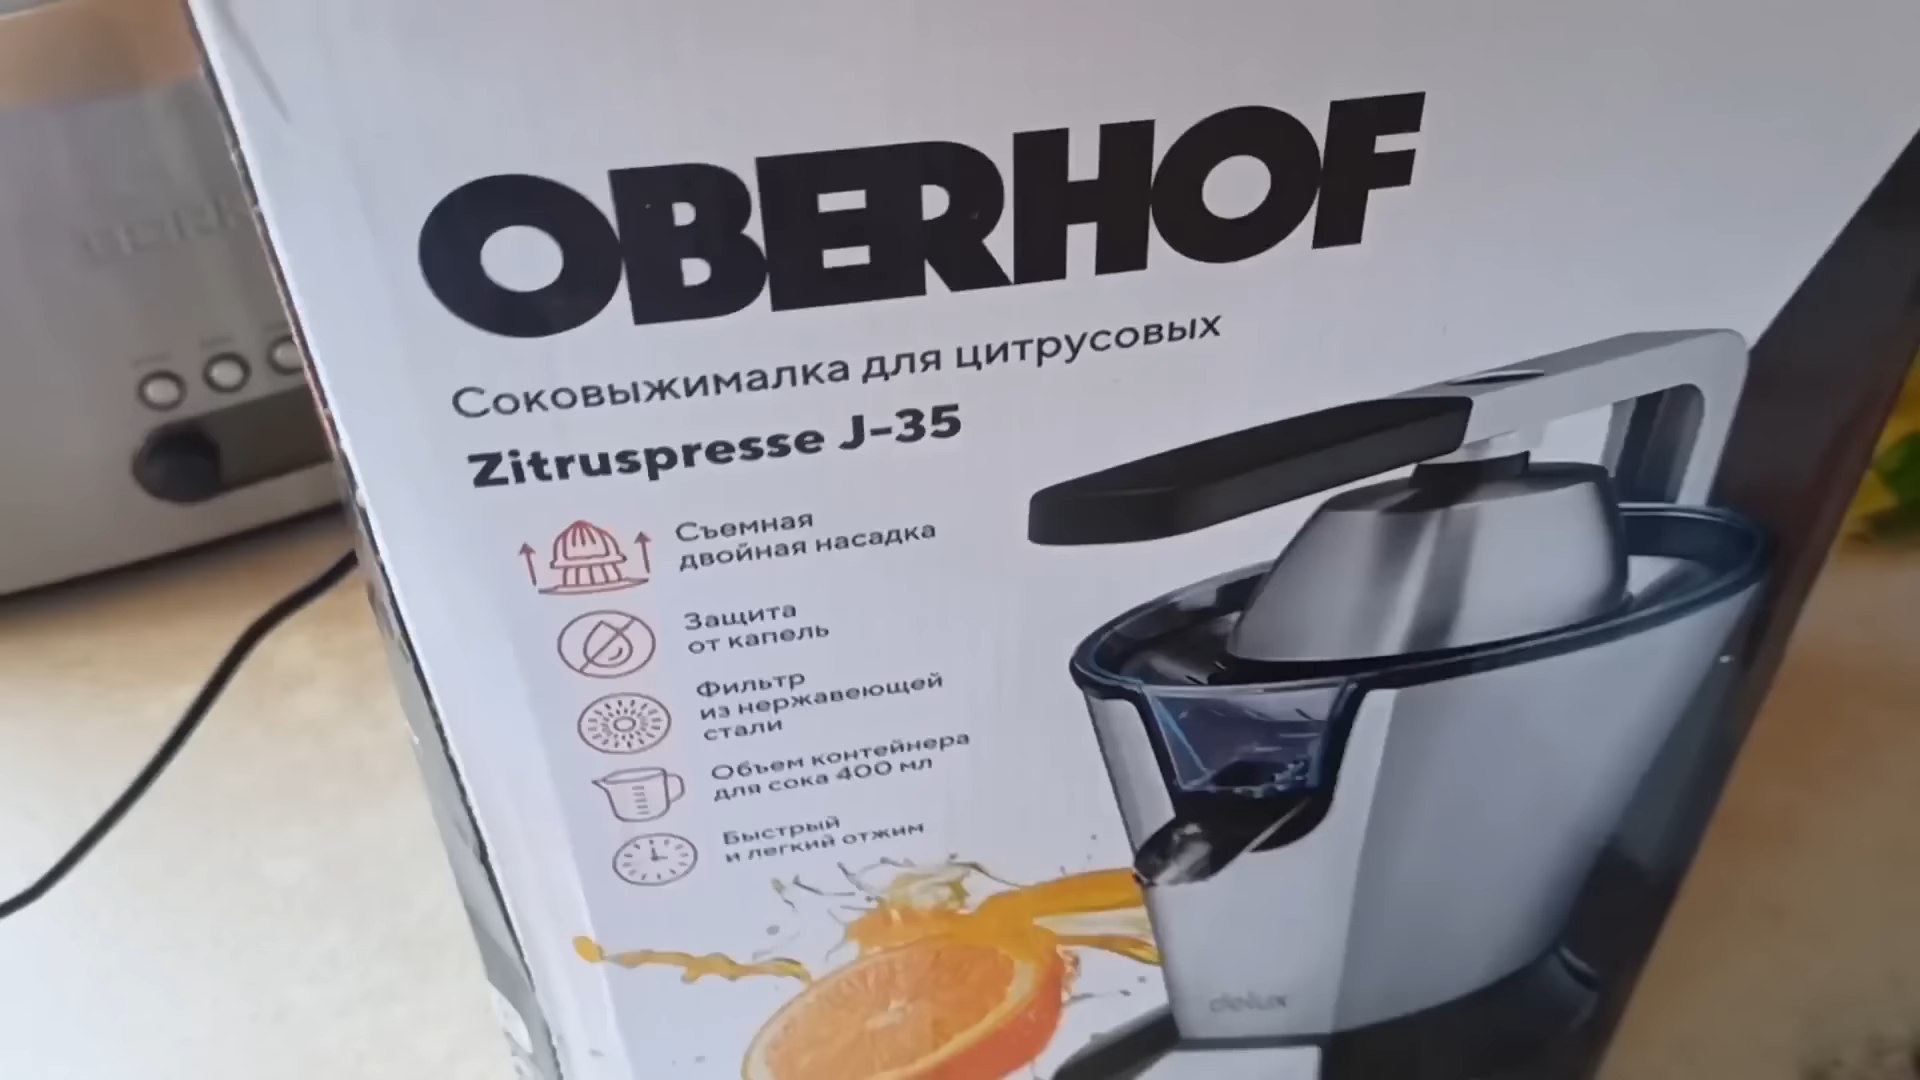 OBERHOF
Соковыжималка для цитрусовых
Zitruspresse J-35
Съемная
двойная насадка
Защита
от капель
Фильтр
из нержавеющей
стали
Объем контейнера
для сока 400 мл
Быстрый
и легкий отжим